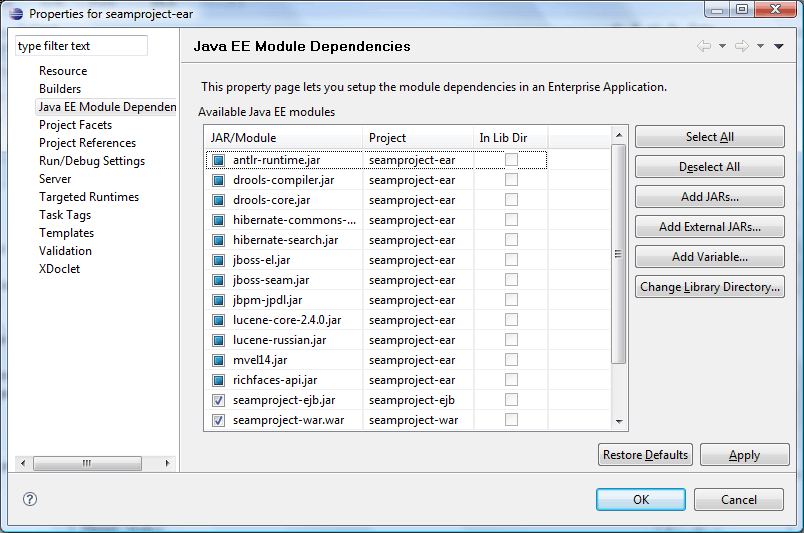 Properties for seamproject-ear
type filter text
Resource
Builders
Java EE Module Dependen
Project Facets
Project References
Run/Debug Settings
Server
Targeted Runtimes
Task Tags
Templates
Validation
XDoclet
Java EE Module Dependencies
This property page lets you setup the module dependencies in an Enterprise Application.
Available Java EE modules
JAR/Module Project In Lib Dir
antlr-runtime.jar seamproject-ear
drools-compiler.jar seamproject-ear
drools-core.jar seamproject-ear
hibernate-commons-... seamproject-ear
hibernate-search.jar seamproject-ear
jboss-el.jar seamproject-ear
jboss-seam.jar seamproject-ear
jbpm-jpdl.jar seamproject-ear
lucene-core-2.4.0.jar seamproject-ear
lucene-russian.jar seamproject-ear
mvel14.jar seamproject-ear
richfaces-api.jar seamproject-ear
seamproject-ejb.jar seamproject-ejb
seamproject-war.war seamproject-war
Select All
Deselect All
Add JARs...
Add External JARs...
Add Variable...
Change Library Directory...
Restore Defaults Apply
? OK Cancel